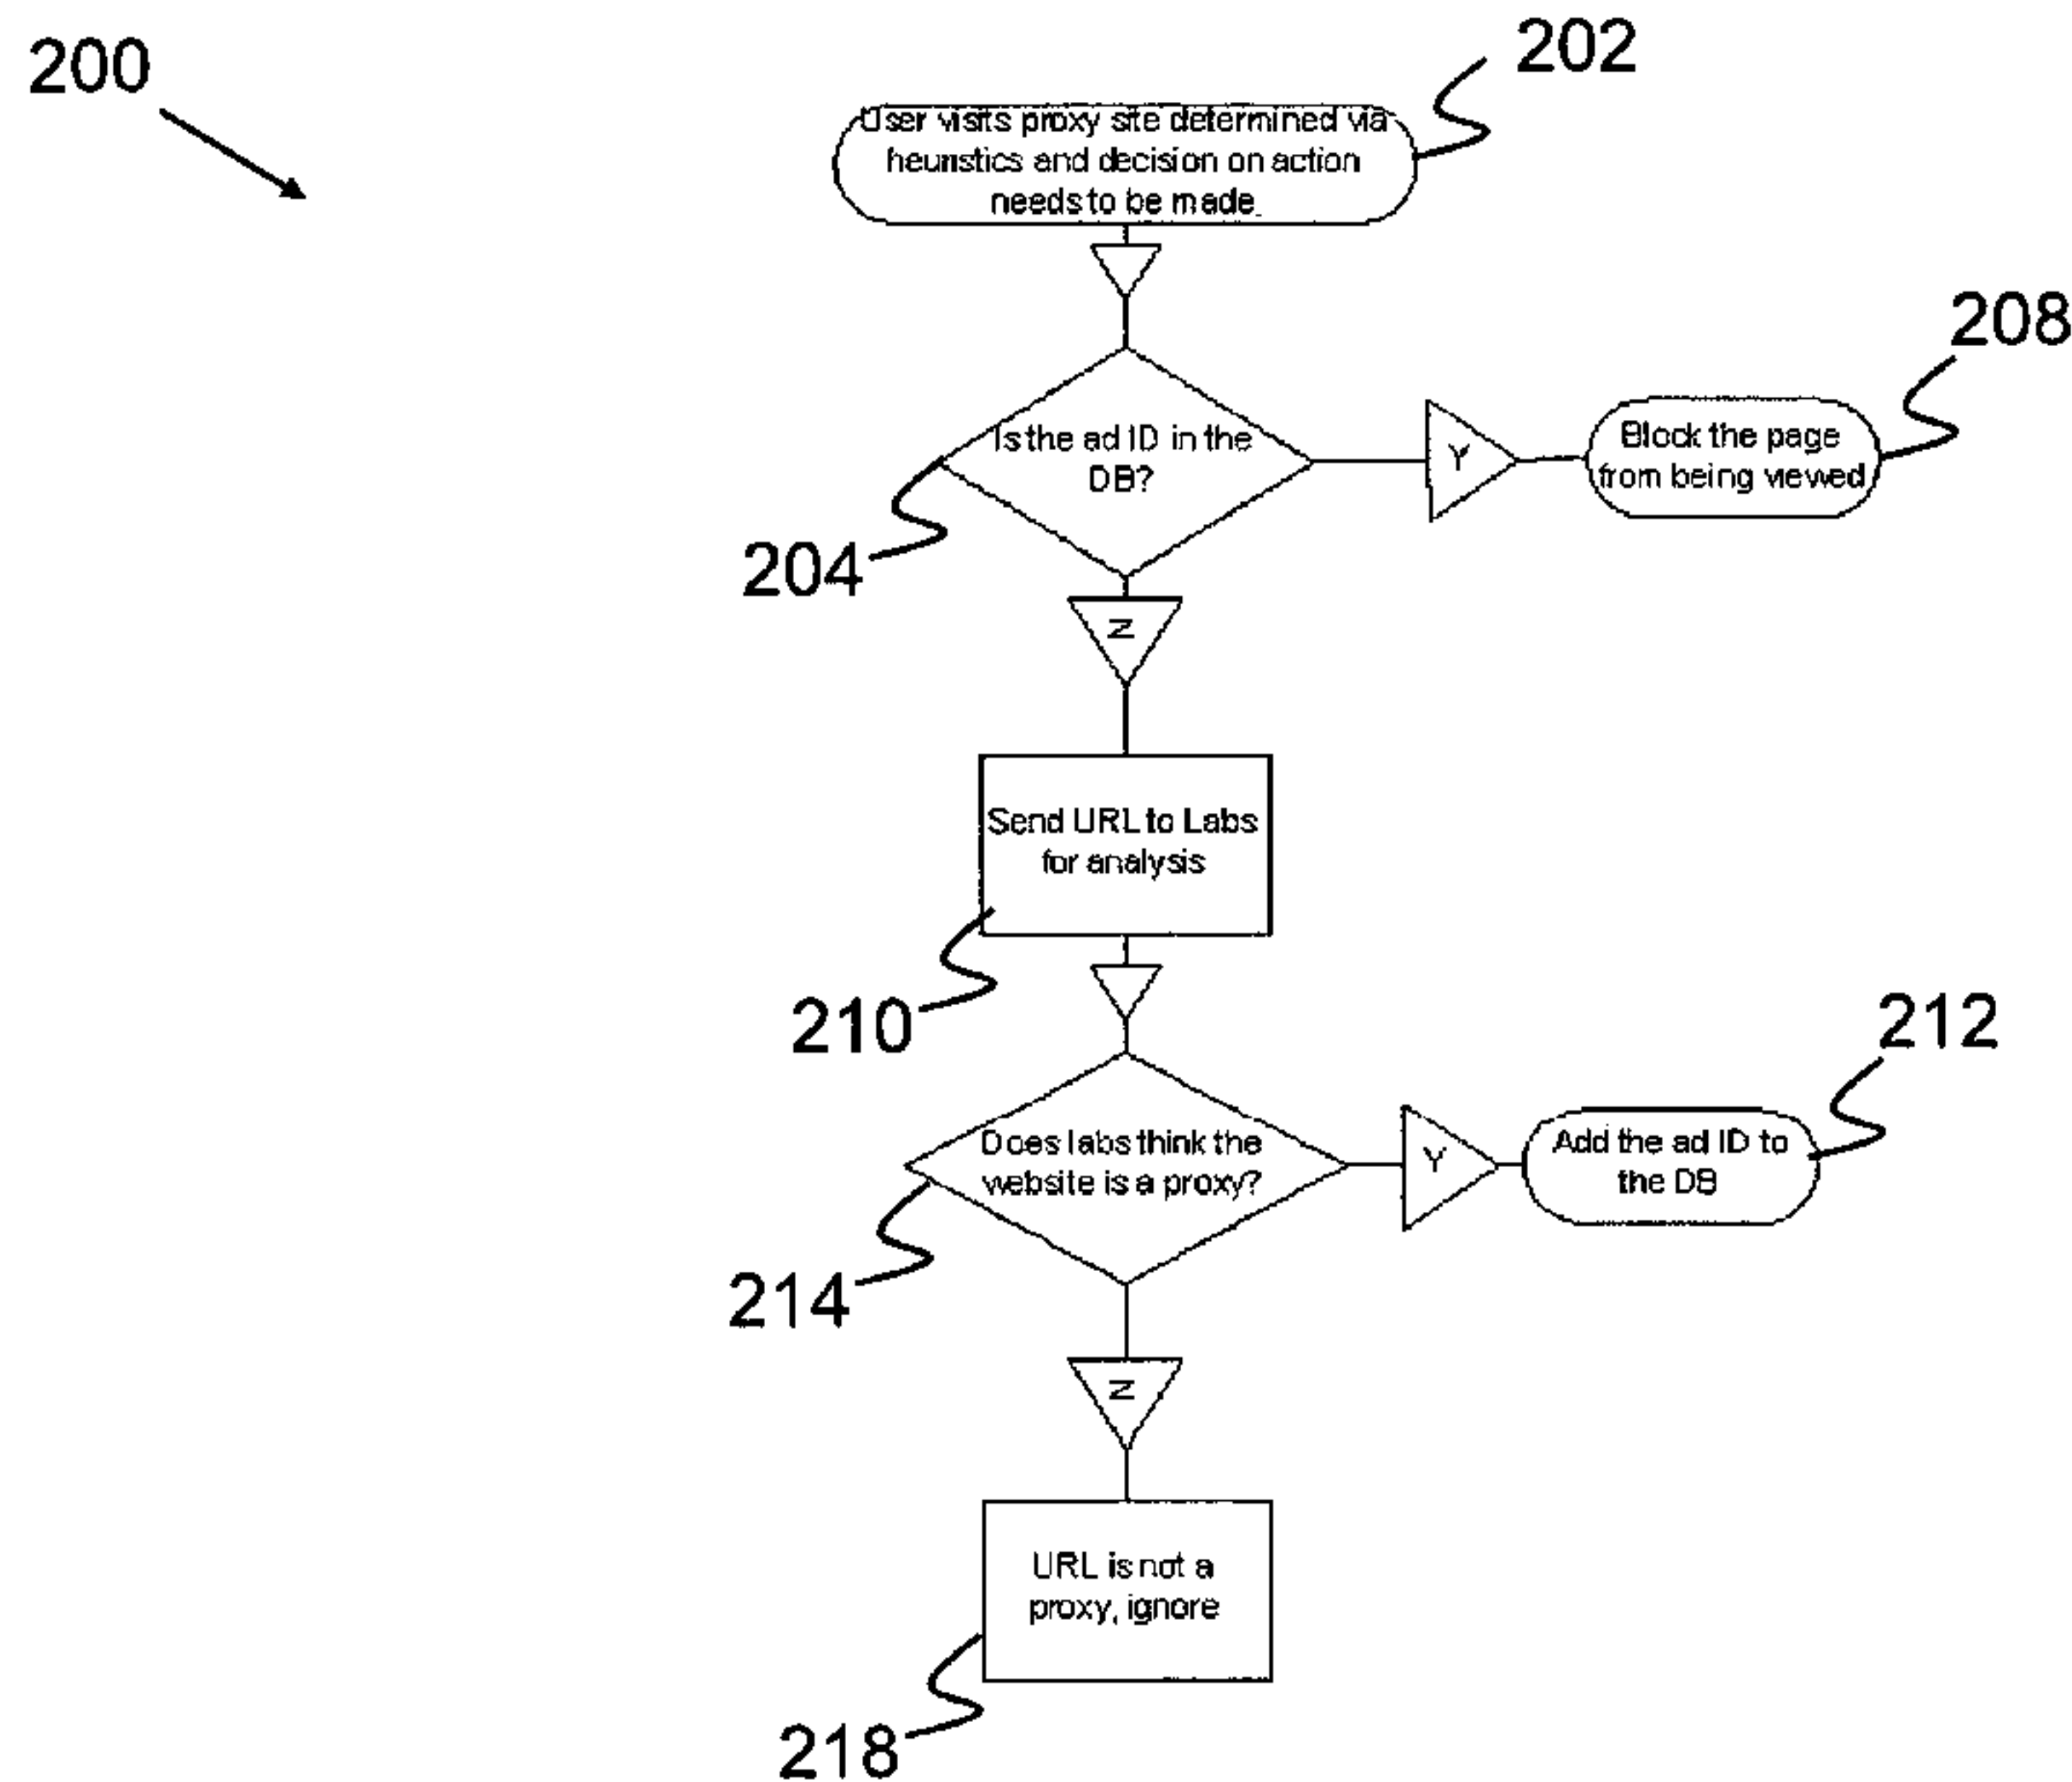 200
202
User visits proxy site determined via
heuristics and decision on action
needs to be made.
208
Is the ad ID in the
DB?
Y
Block the page
from being viewed
204
N
Send URL to Labs
for analysis
210
212
Does labs think the
website is a proxy?
Y
Add the ad ID to
the DB
214
N
URL is not a
proxy, ignore
218